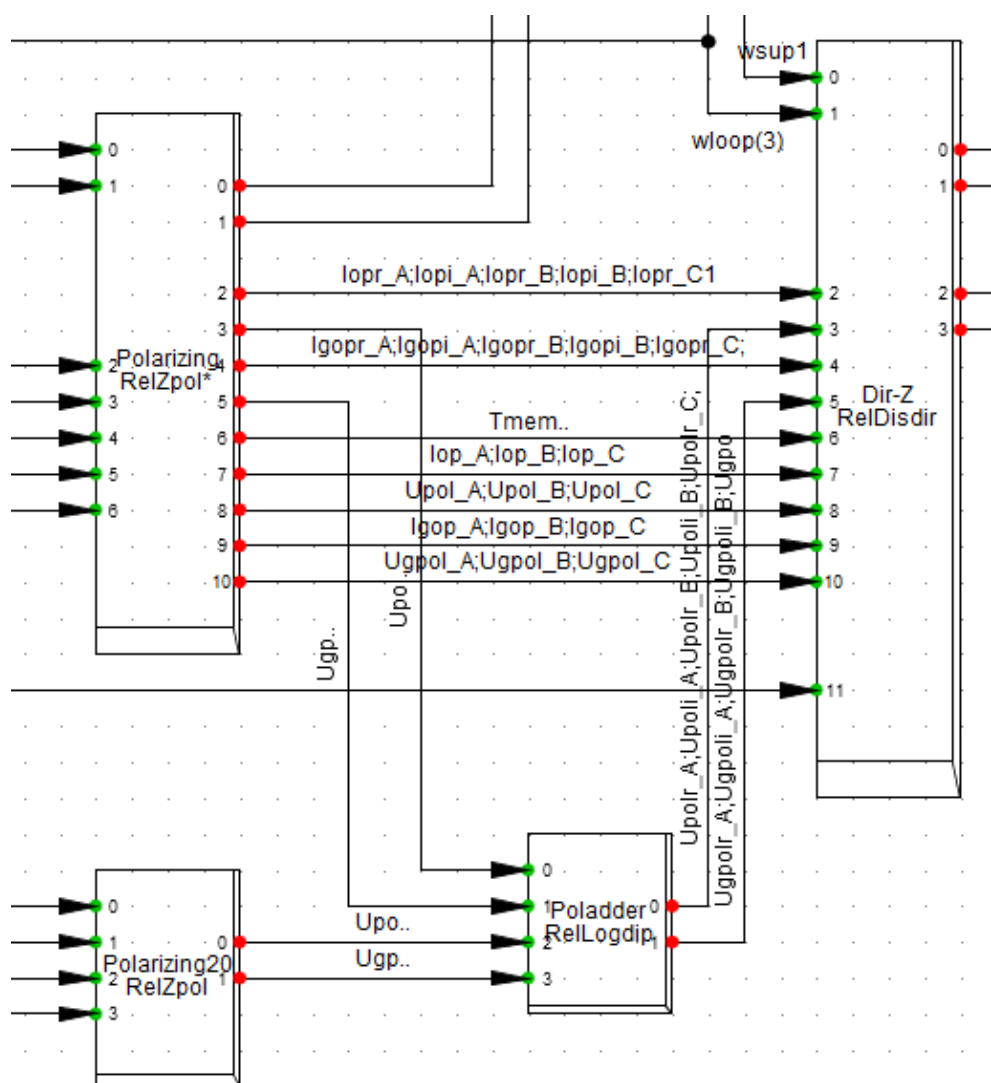 wsup1
0
1
wloop(3)
0
1
0
1
0
1
Iopr_A;Iopi_A;Iopr_B;Iopi_B;Iopr_C1
2
2
2
3
3
3
Igopr_A;Igopi_A;Igopr_B;Igopi_B;Igopr_C;
2
Polarizing
RelZpol*
4
4
3
5
5
Dir-Z
RelDisdir
4
6
Tmem..
6
5
7
Iop_A;Iop_B;Iop_C
7
6
8
Upol_A;Upol_B;Upol_C
8
9
Igop_A;Igop_B;Igop_C
9
10
Ugpol_A;Ugpol_B;Ugpol_C
10
Upo..
Ugp..
Upolr_A;Upoli_A;Upolr_B;Upoli_B;Upolr_C;
Ugpolr_A;Ugpoli_A;Ugpolr_B;Ugpoli_B;Ugpo
11
0
1
2
3
Poladder
RelLogdip
0
1
Upo..
Ugp..
0
1
2
3
Polarizing20
RelZpol
0
1